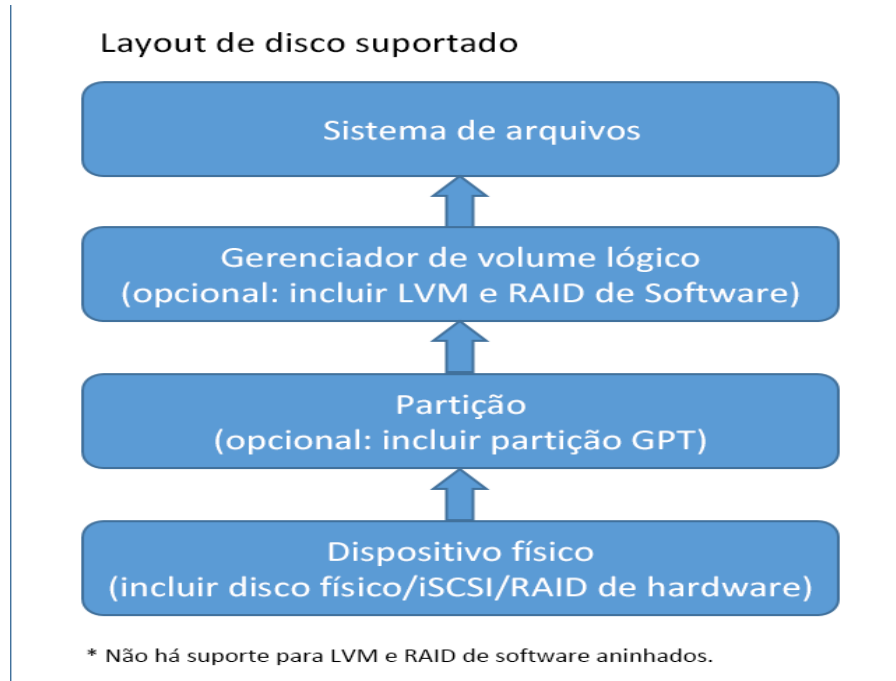 Layout de disco suportado
Sistema de arquivos
Gerenciador de volume lógico
(opcional: incluir LVM e RAID de Software)
Partição
(opcional: incluir partição GPT)
Dispositivo físico
(incluir disco físico/iSCSI/RAID de hardware)
* Não há suporte para LVM e RAID de software aninhados.